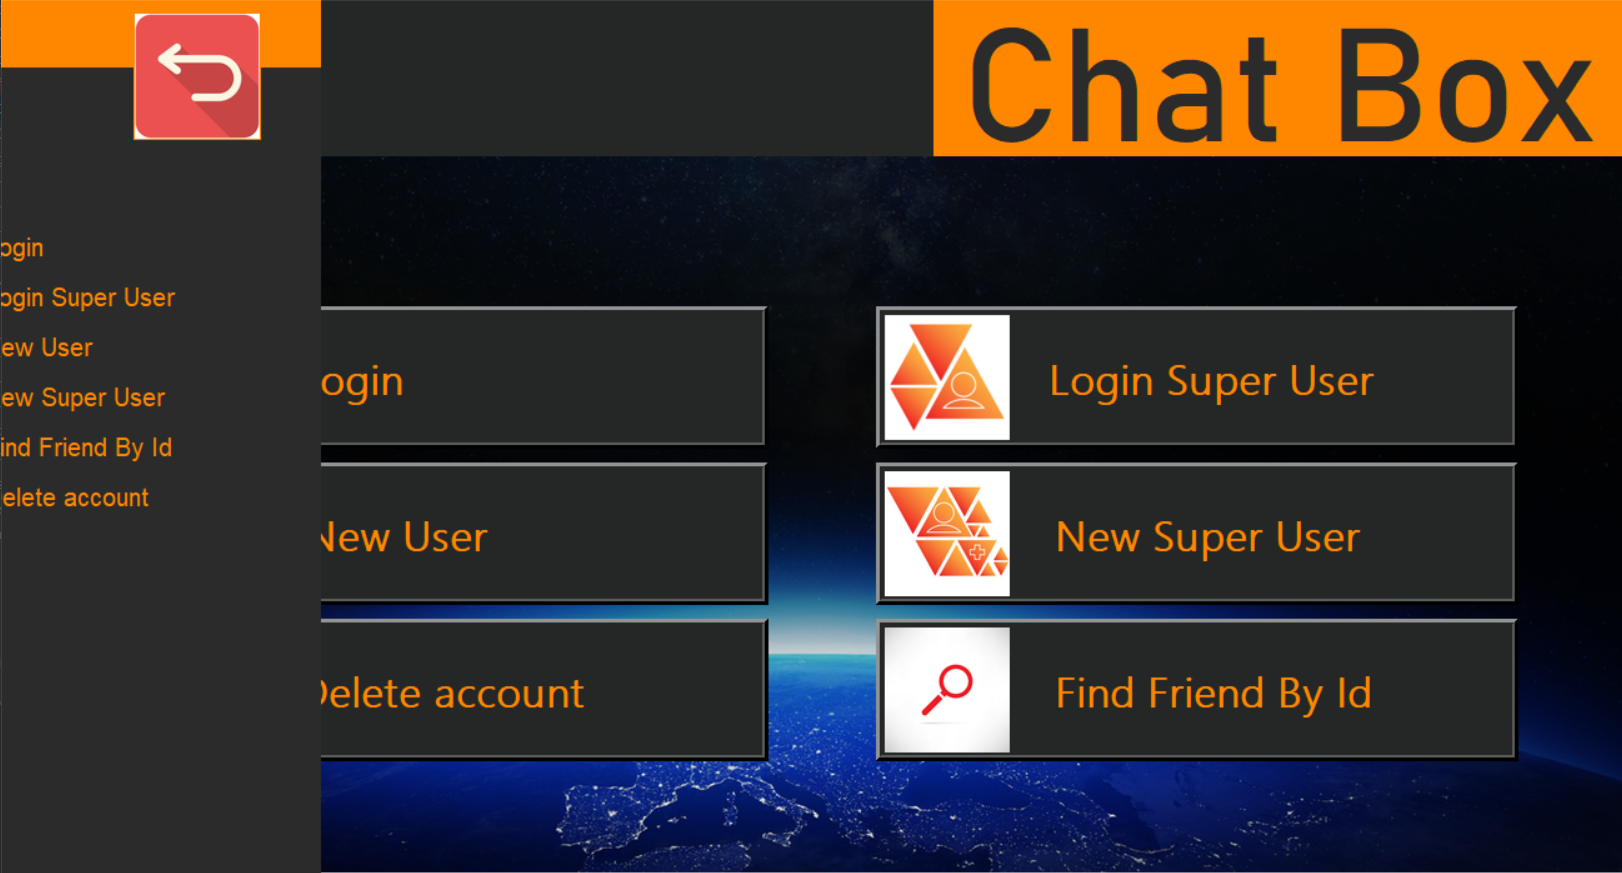 Chat Box
ogin
ogin Super User
ew User
ew Super User
ind Friend By Id
elete account
ogin
Login Super User
New User
New Super User
Delete account
Find Friend By Id